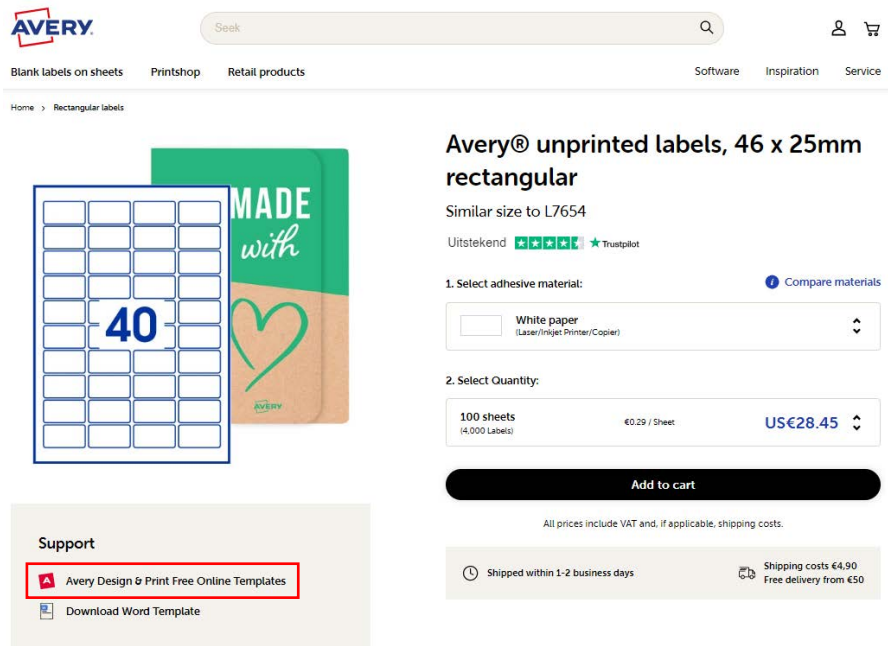 AVERY
Seek
Blank labels on sheets Printshop Retail products Software Inspiration Service
Home > Rectangular labels
MADE
with
40
AVERY
Avery® unprinted labels, 46 x 25mm
rectangular
Similar size to L7654
Uitstekend Trustpilot
1. Select adhesive material: i Compare materials
White paper
(Laser/Inkjet Printer/Copier)
2. Select Quantity:
100 sheets
(4,000 Labels)
€0.29 / Sheet
US€28.45
Add to cart
All prices include VAT and, if applicable, shipping costs.
Shipped within 1-2 business days
Shipping costs €4,90
Free delivery from €50
Support
A Avery Design & Print Free Online Templates
Download Word Template